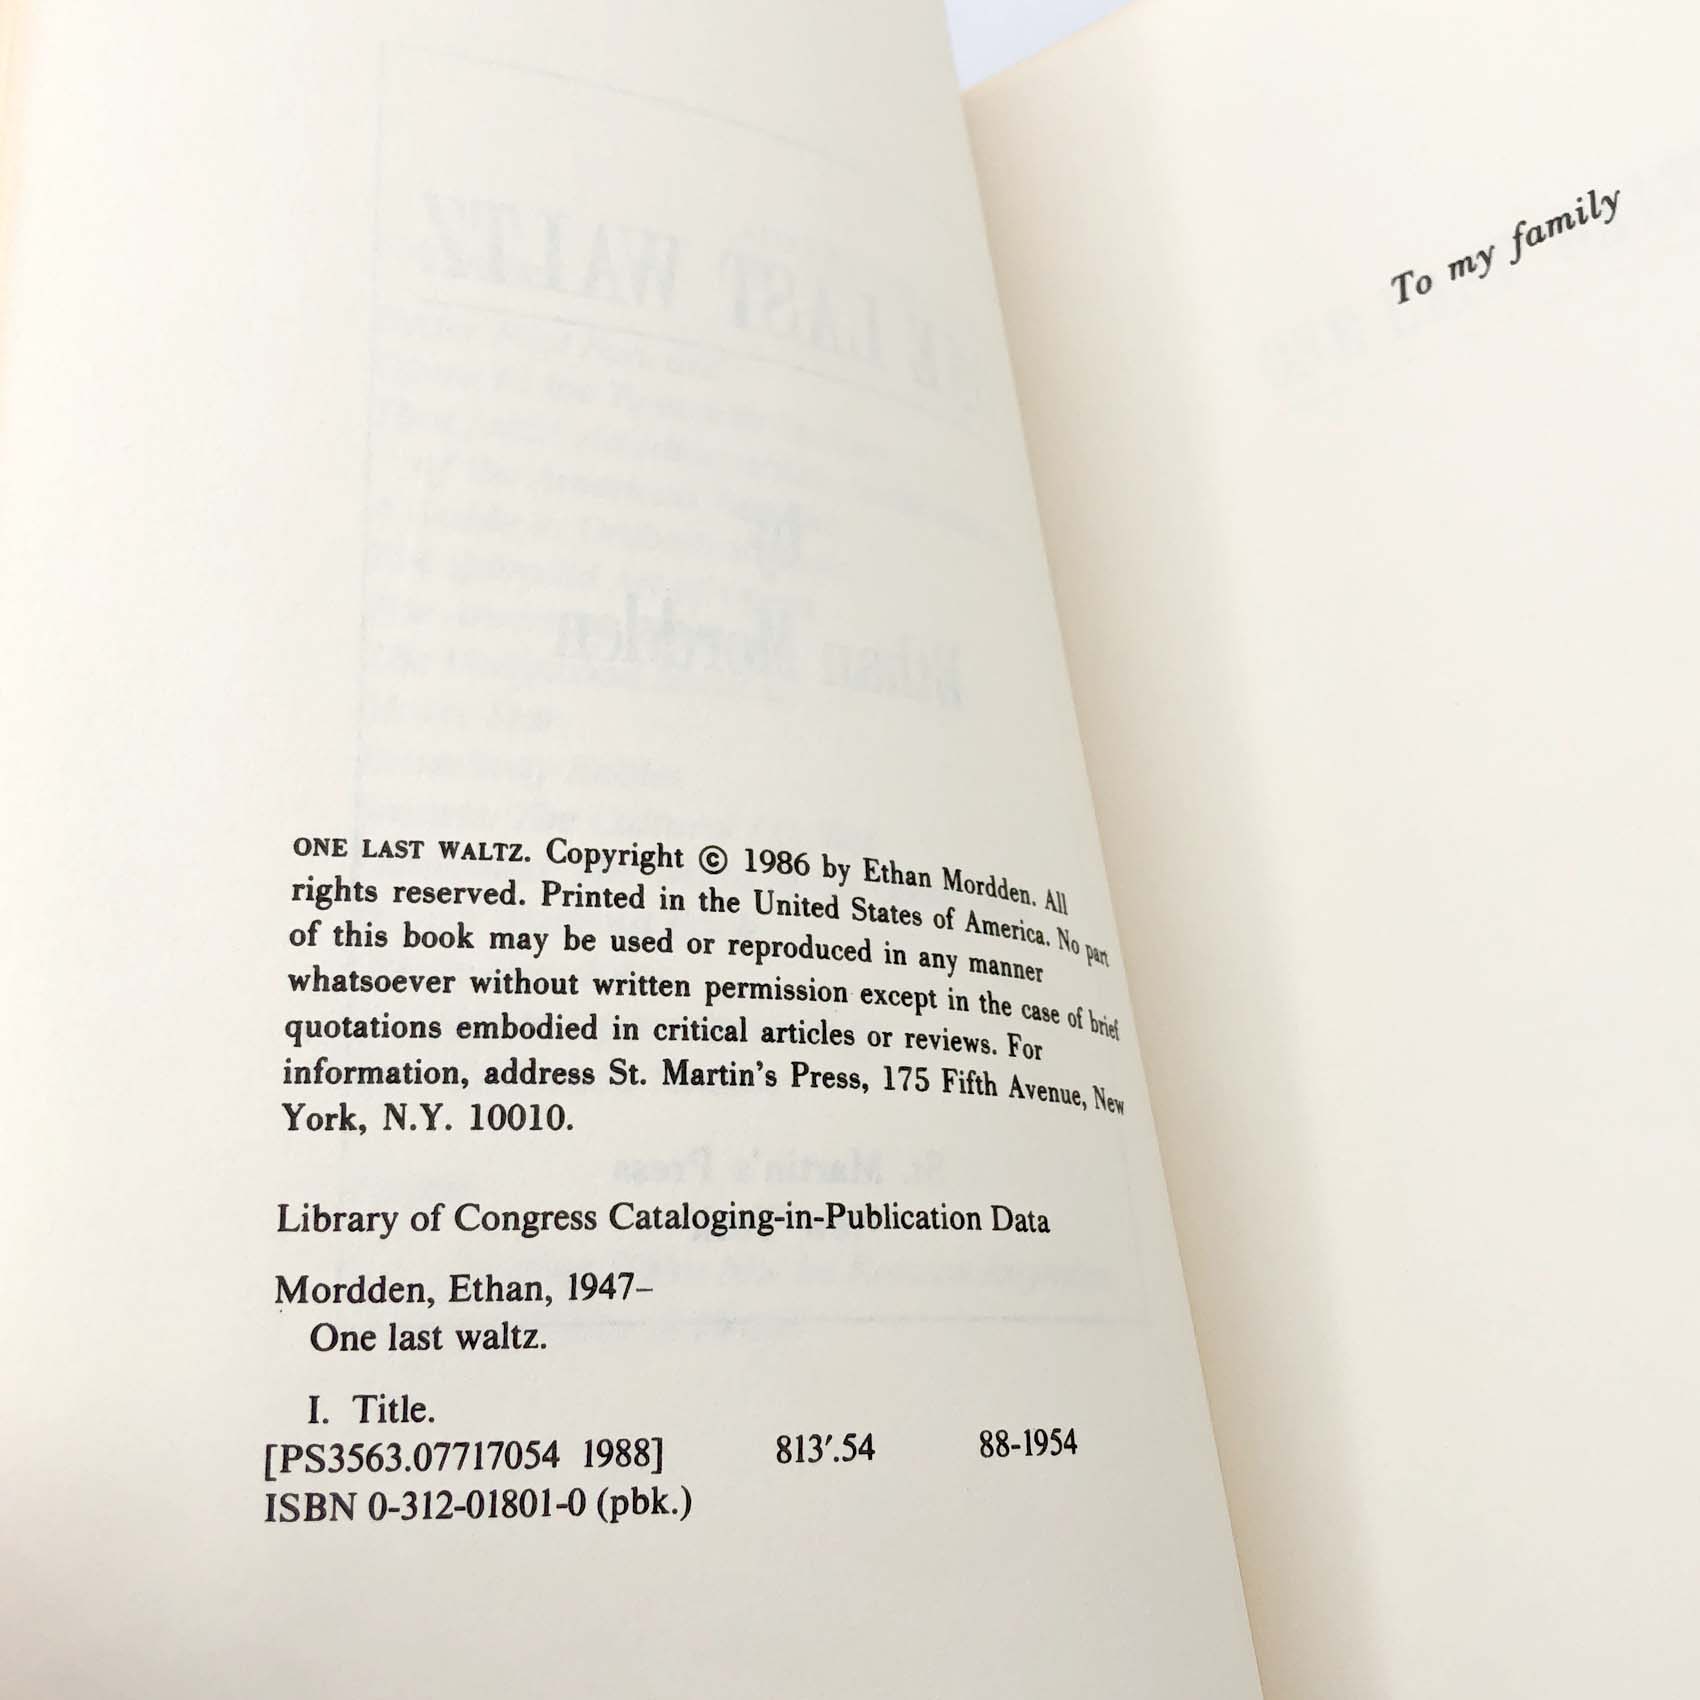 ONE LAST WALTZ. Copyright © 1986 by Ethan Mordden. All
rights reserved. Printed in the United States of America. No part
of this book may be used or reproduced in any manner
whatsoever without written permission except in the case of brief
quotations embodied in critical articles or reviews. For
information, address St. Martin's Press, 175 Fifth Avenue, New
York, N.Y. 10010.
Library of Congress Cataloging-in-Publication Data
Mordden, Ethan, 1947–
One last waltz.
I. Title.
[PS3563.07717054 1988] 813'.54 88-1954
ISBN 0-312-01801-0 (pbk.)
To my family